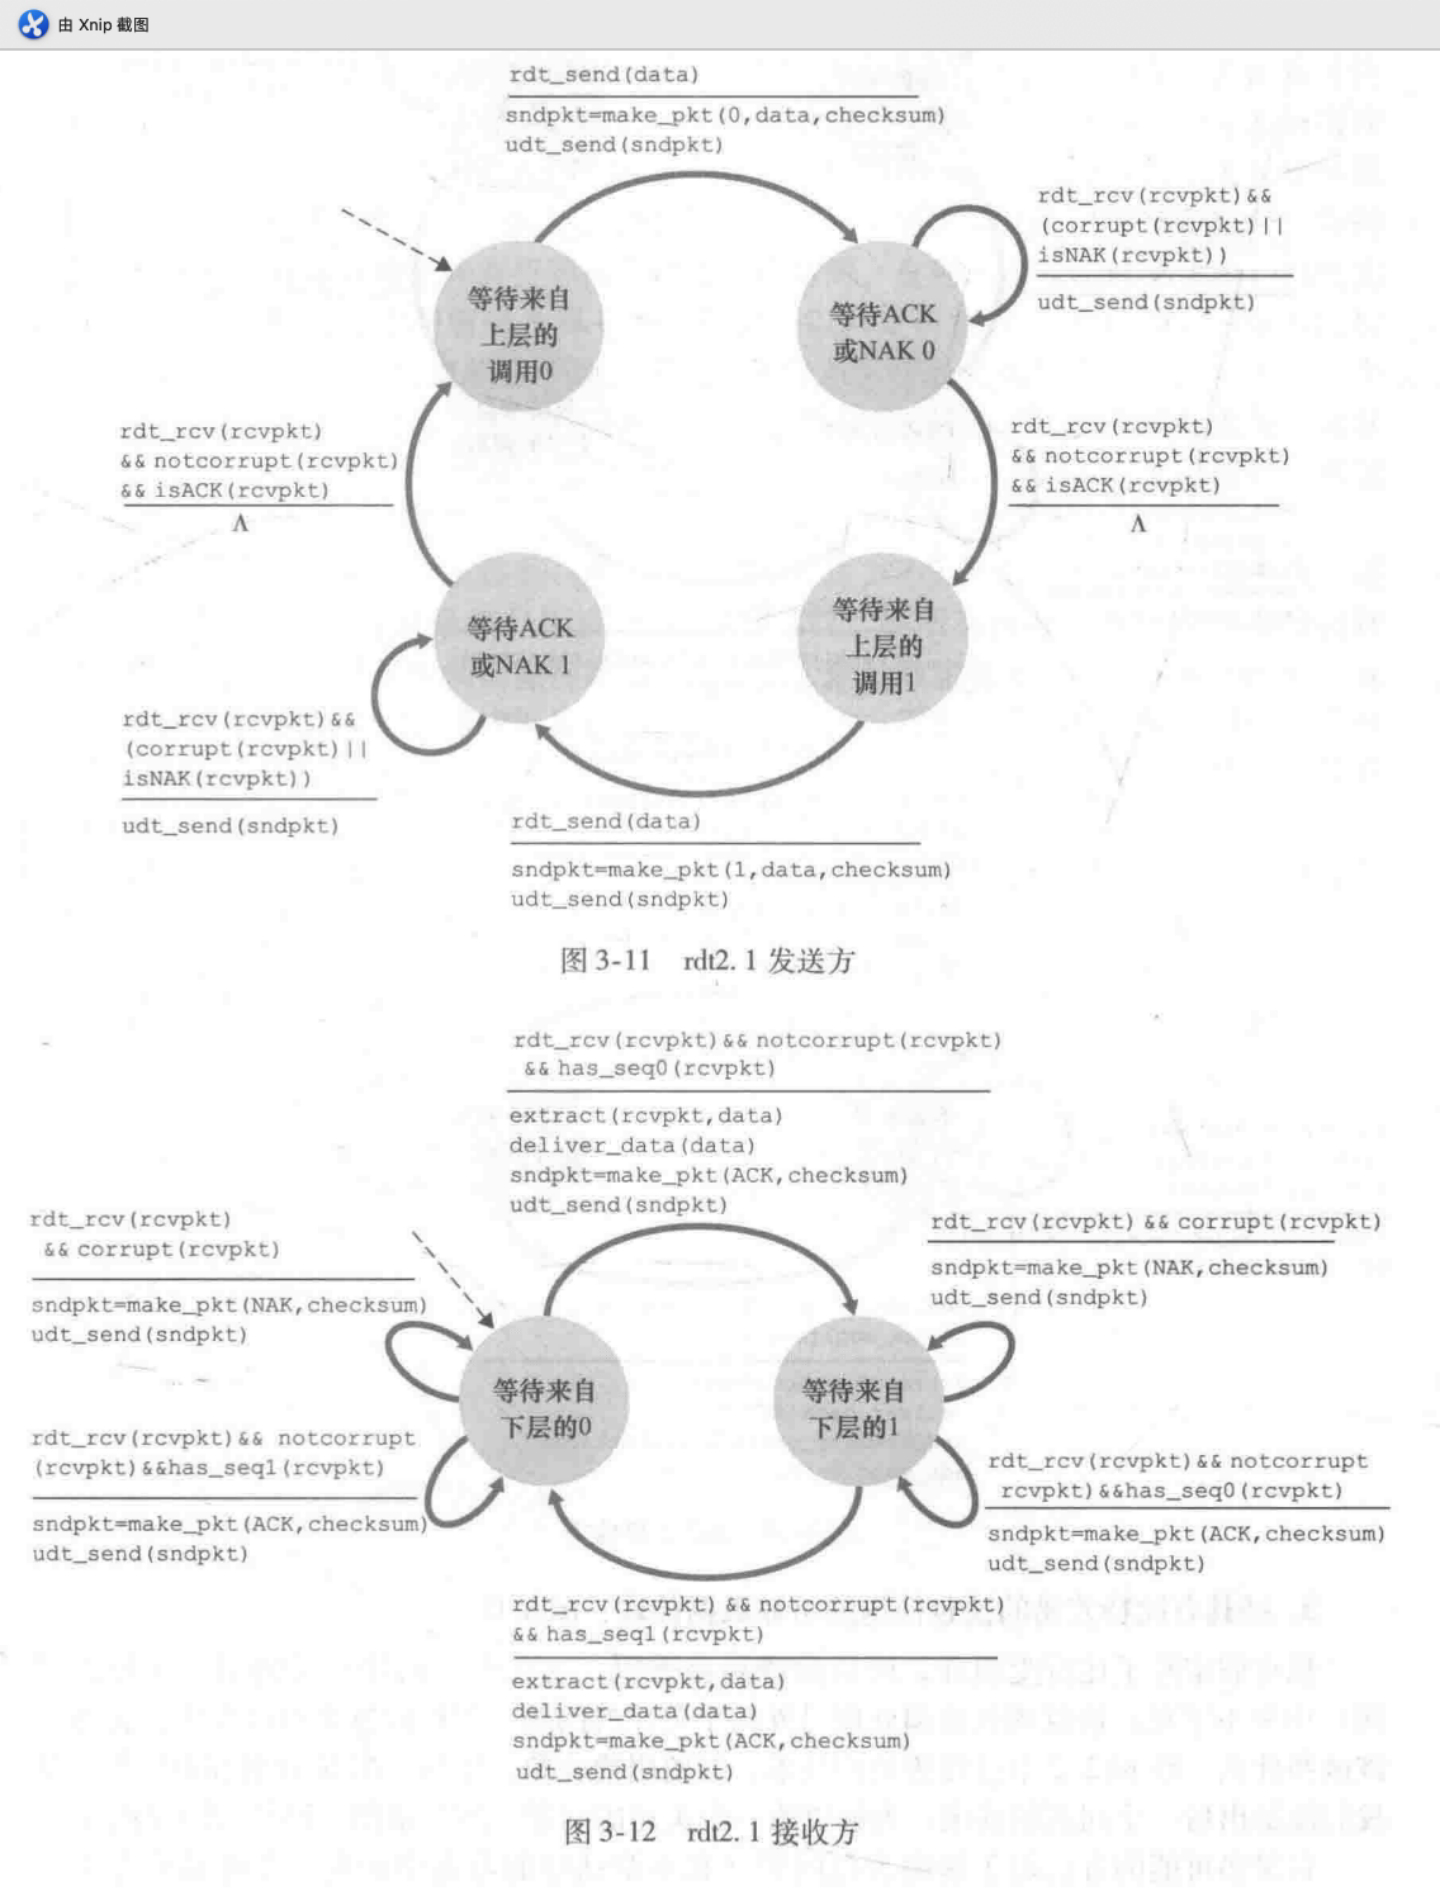 由 Xnip 截图
rdt_send(data)
sndpkt=make_pkt(0,data,checksum)
udt_send(sndpkt)
rdt_rcv(rcvpkt)&&
(corrupt(rcvpkt)||
isNAK(rcvpkt))
udt_send(sndpkt)
等待来自
上层的
调用0
等待ACK
或NAK 0
rdt_rcv(rcvpkt)
&& notcorrupt(rcvpkt)
&& isACK(rcvpkt)
Λ
rdt_rcv(rcvpkt)
&& notcorrupt(rcvpkt)
&& isACK(rcvpkt)
Λ
等待ACK
或NAK 1
等待来自
上层的
调用1
rdt_rcv(rcvpkt)&&
(corrupt(rcvpkt)||
isNAK(rcvpkt))
udt_send(sndpkt)
rdt_send(data)
sndpkt=make_pkt(1,data,checksum)
udt_send(sndpkt)
图 3-11 rdt2. 1 发送方
rdt_rcv(rcvpkt)&& notcorrupt(rcvpkt)
&& has_seq0(rcvpkt)
extract(rcvpkt,data)
deliver_data(data)
sndpkt=make_pkt(ACK,checksum)
udt_send(sndpkt)
rdt_rcv(rcvpkt)
&& corrupt(rcvpkt)
sndpkt=make_pkt(NAK,checksum)
udt_send(sndpkt)
rdt_rcv(rcvpkt) && corrupt(rcvpkt)
sndpkt=make_pkt(NAK,checksum)
udt_send(sndpkt)
等待来自
下层的0
等待来自
下层的1
rdt_rcv(rcvpkt)&& notcorrupt
(rcvpkt)&&has_seq1(rcvpkt)
sndpkt=make_pkt(ACK,checksum)
udt_send(sndpkt)
rdt_rcv(rcvpkt)&& notcorrupt
rcvpkt)&&has_seq0(rcvpkt)
sndpkt=make_pkt(ACK,checksum)
udt_send(sndpkt)
rdt_rcv(rcvpkt) && notcorrupt(rcvpkt)
&& has_seq1(rcvpkt)
extract(rcvpkt,data)
deliver_data(data)
sndpkt=make_pkt(ACK,checksum)
udt_send(sndpkt)
图 3-12 rdt2. 1 接收方